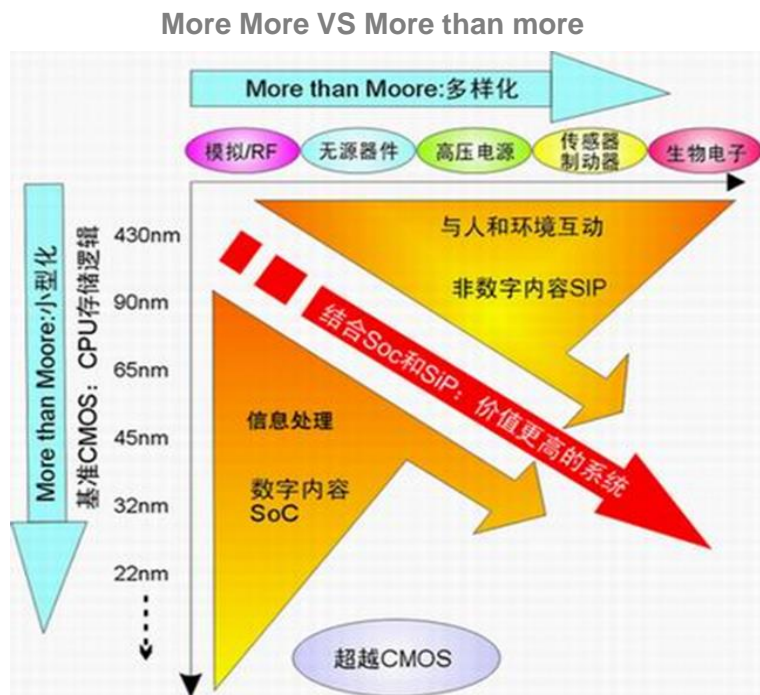 More More VS More than more
More than Moore:多样化
模拟/RF
无源器件
高压电源
传感器
制动器
生物电子
More than Moore:小型化
基准CMOS：CPU存储逻辑
430nm
90nm
65nm
45nm
32nm
22nm
与人和环境互动
非数字内容SIP
结合Soc和SiP：价值更高的系统
信息处理
数字内容
SoC
超越CMOS